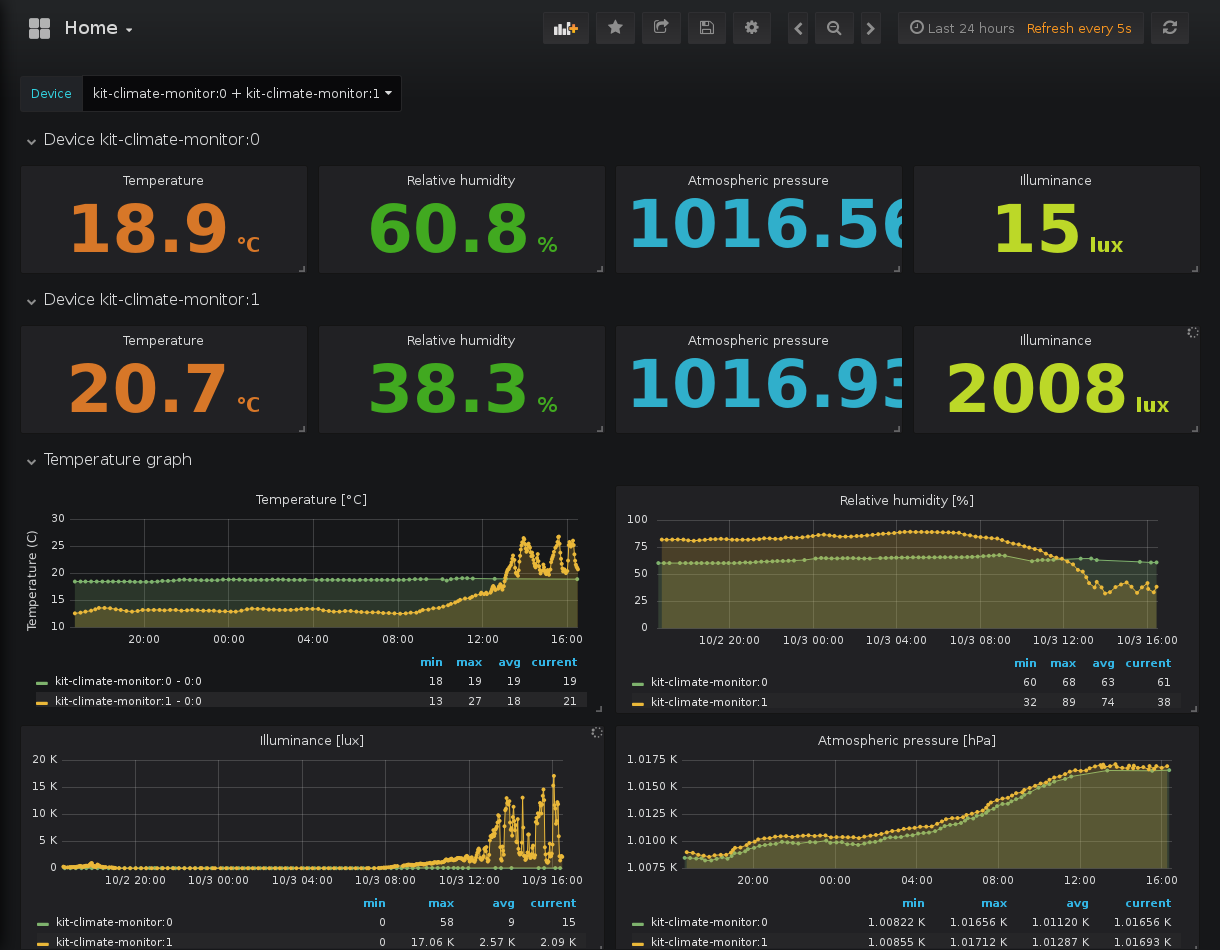 Home
Last 24 hours Refresh every 5s
Device kit-climate-monitor:0 + kit-climate-monitor:1
Device kit-climate-monitor:0
Temperature Relative humidity Atmospheric pressure Illuminance
18.9 °C 60.8 % 1016.56 15 lux
Device kit-climate-monitor:1
Temperature Relative humidity Atmospheric pressure Illuminance
20.7 °C 38.3 % 1016.93 2008 lux
Temperature graph
Temperature [°C]
Temperature (C)
30
25
20
15
10
20:00 00:00 04:00 08:00 12:00 16:00
min max avg current
kit-climate-monitor:0 - 0:0 18 19 19 19
kit-climate-monitor:1 - 0:0 13 27 18 21
Relative humidity [%]
100
75
50
25
0
10/2 20:00 10/3 00:00 10/3 04:00 10/3 08:00 10/3 12:00 10/3 16:00
min max avg current
kit-climate-monitor:0 60 68 63 61
kit-climate-monitor:1 32 89 74 38
Illuminance [lux]
20 K
15 K
10 K
5 K
0
10/2 20:00 10/3 00:00 10/3 04:00 10/3 08:00 10/3 12:00 10/3 16:00
min max avg current
kit-climate-monitor:0 0 58 9 15
kit-climate-monitor:1 0 17.06 K 2.57 K 2.09 K
Atmospheric pressure [hPa]
1.0175 K
1.0150 K
1.0125 K
1.0100 K
1.0075 K
20:00 00:00 04:00 08:00 12:00 16:00
min max avg current
kit-climate-monitor:0 1.00822 K 1.01656 K 1.01120 K 1.01656 K
kit-climate-monitor:1 1.00855 K 1.01712 K 1.01287 K 1.01693 K